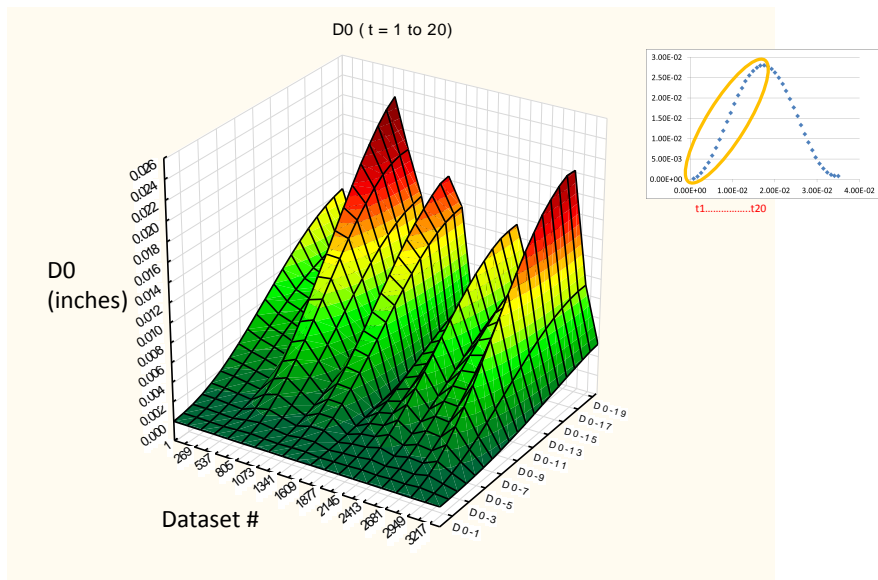 D0 ( t = 1 to 20)
3.00E-02
2.50E-02
2.00E-02
1.50E-02
1.00E-02
5.00E-03
0.00E+00
0.00E+00 1.00E-02 2.00E-02 3.00E-02 4.00E-02
t1.................t20
D0
(inches)
0.026
0.024
0.022
0.020
0.018
0.016
0.014
0.012
0.010
0.008
0.006
0.004
0.002
0.000
1
269
537
805
1073
1341
1609
1877
2145
2413
2681
2949
3217
Dataset #
D0-19
D0-17
D0-15
D0-13
D0-11
D0-9
D0-7
D0-5
D0-3
D0-1